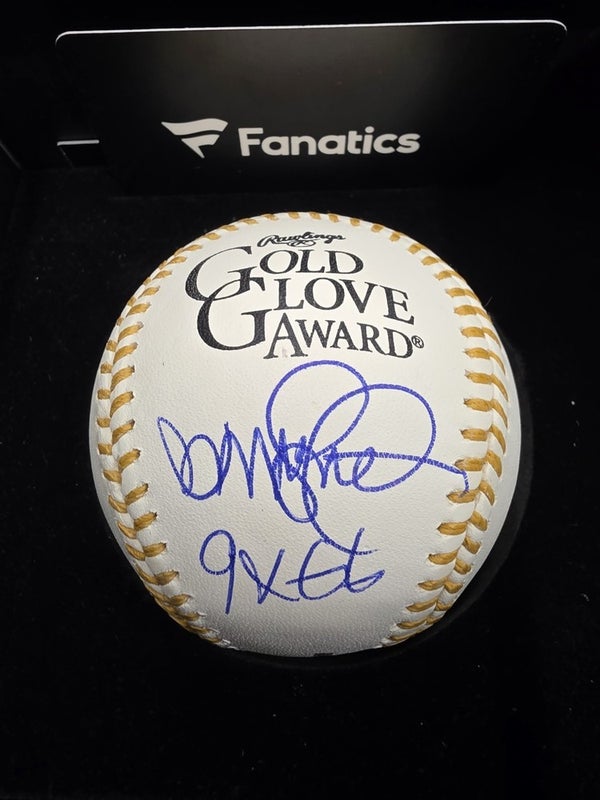 Fanatics
Rawlings
GOLD
GLOVE
AWARD®
9x GG